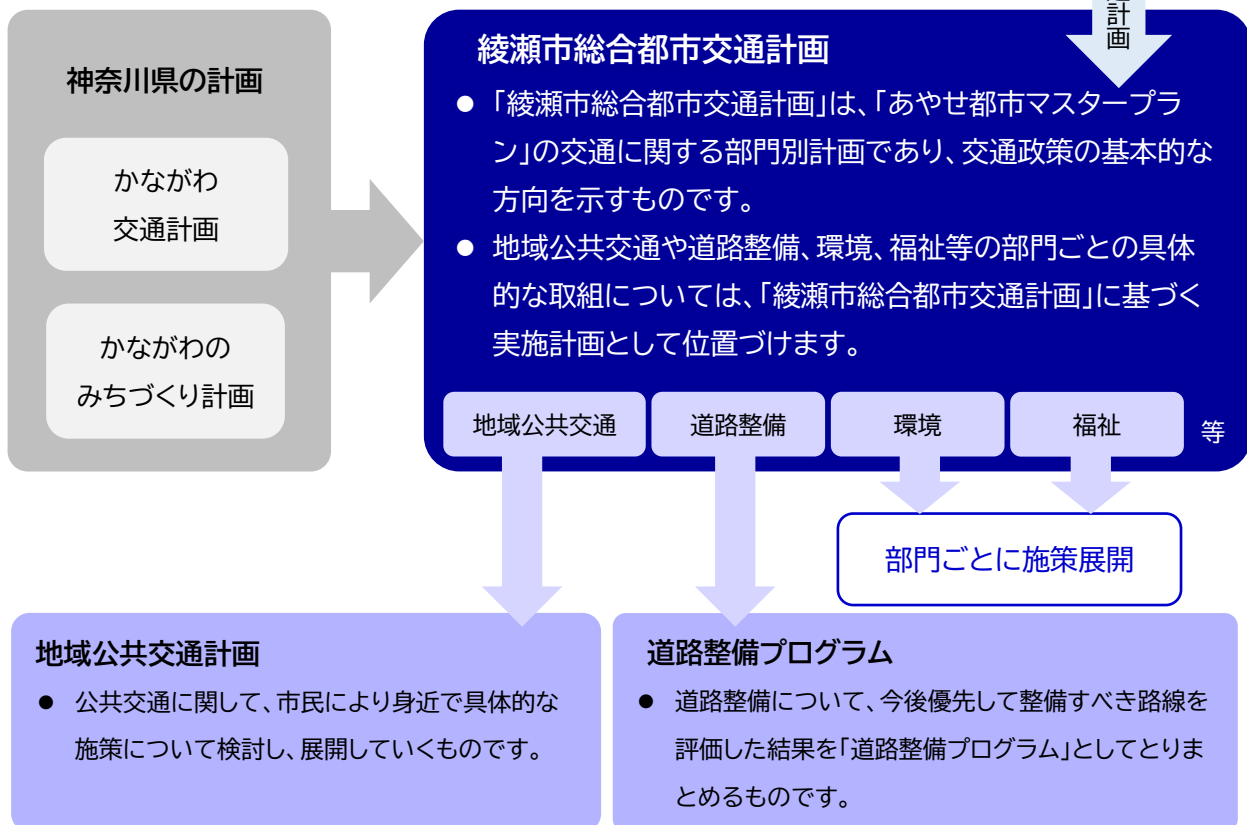 計画
神奈川県の計画
かながわ
交通計画
かながわの
みちづくり計画
綾瀬市総合都市交通計画
● 「綾瀬市総合都市交通計画」は、「あやせ都市マスタープラ
ン」の交通に関する部門別計画であり、交通政策の基本的な
方向を示すものです。
● 地域公共交通や道路整備、環境、福祉等の部門ごとの具体
的な取組については、「綾瀬市総合都市交通計画」に基づく
実施計画として位置づけます。
地域公共交通 道路整備 環境 福祉 等
部門ごとに施策展開
地域公共交通計画
● 公共交通に関して、市民により身近で具体的な
施策について検討し、展開していくものです。
道路整備プログラム
● 道路整備について、今後優先して整備すべき路線を
評価した結果を「道路整備プログラム」としてとりま
とめるものです。